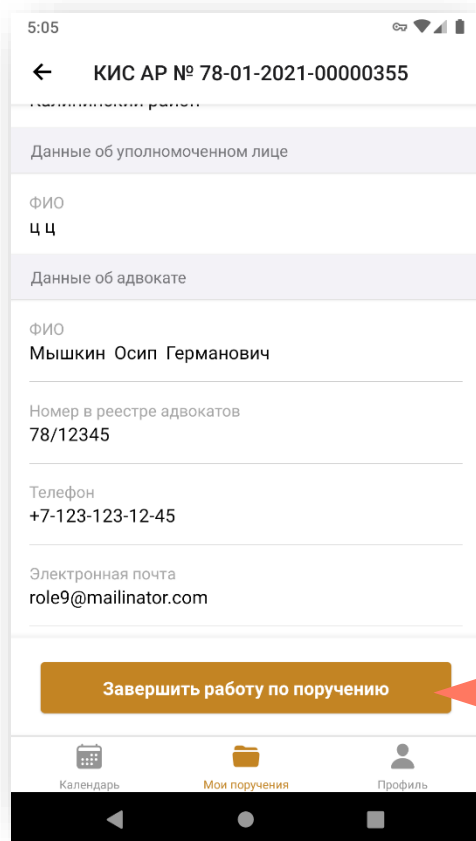 5:05
КИС АР № 78-01-2021-00000355
Калининский район
Данные об уполномоченном лице
ФИО
ц ц
Данные об адвокате
ФИО
Мышкин Осип Германович
Номер в реестре адвокатов
78/12345
Телефон
+7-123-123-12-45
Электронная почта
role9@mailinator.com
Завершить работу по поручению
Календарь Мои поручения Профиль